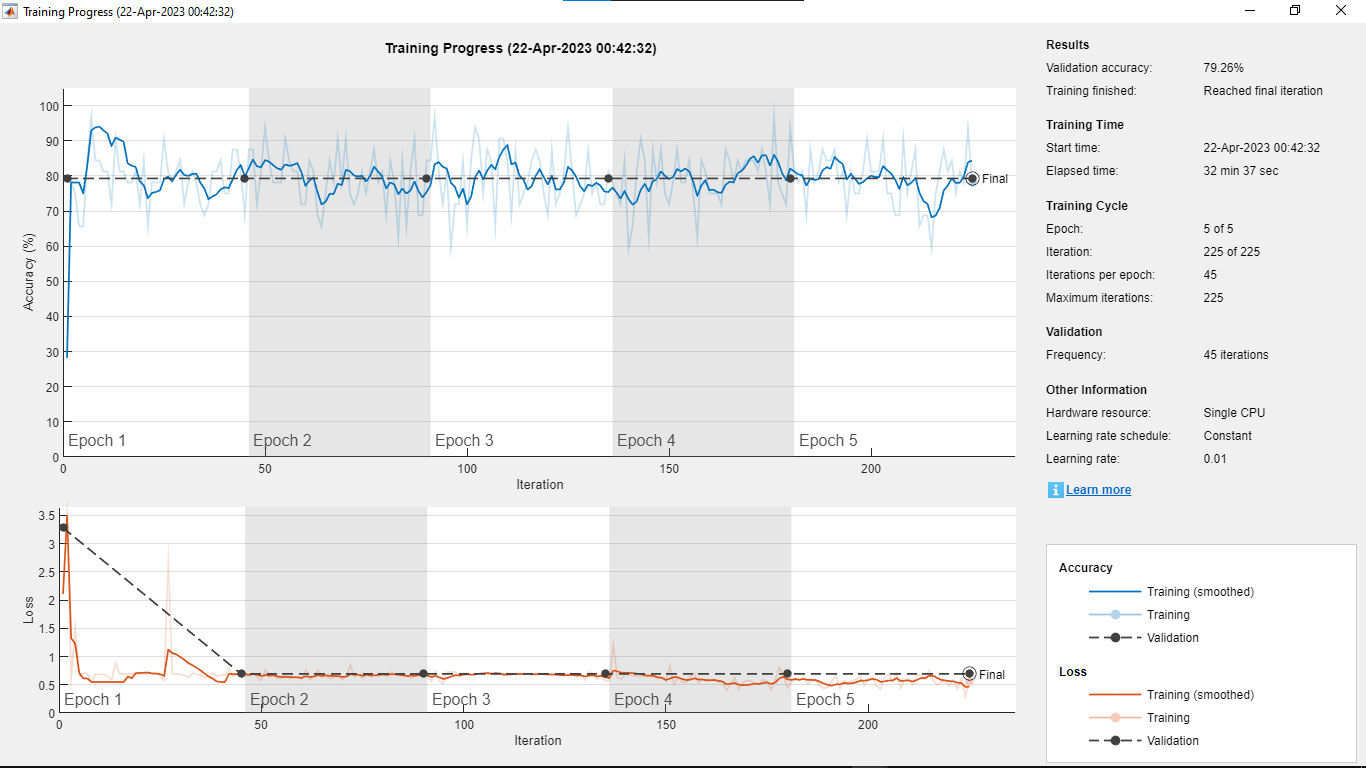 Training Progress (22-Apr-2023 00:42:32)
Training Progress (22-Apr-2023 00:42:32)
Accuracy (%)
100
90
80
70
60
50
40
30
20
10
0
Final
Epoch 1
Epoch 2
Epoch 3
Epoch 4
Epoch 5
0 50 100 150 200
Iteration
Loss
3.5
3
2.5
2
1.5
1
0.5
0
Final
Epoch 1
Epoch 2
Epoch 3
Epoch 4
Epoch 5
0 50 100 150 200
Iteration
Results
Validation accuracy: 79.26%
Training finished: Reached final iteration
Training Time
Start time: 22-Apr-2023 00:42:32
Elapsed time: 32 min 37 sec
Training Cycle
Epoch: 5 of 5
Iteration: 225 of 225
Iterations per epoch: 45
Maximum iterations: 225
Validation
Frequency: 45 iterations
Other Information
Hardware resource: Single CPU
Learning rate schedule: Constant
Learning rate: 0.01
i Learn more
Accuracy
Training (smoothed)
Training
Validation
Loss
Training (smoothed)
Training
Validation